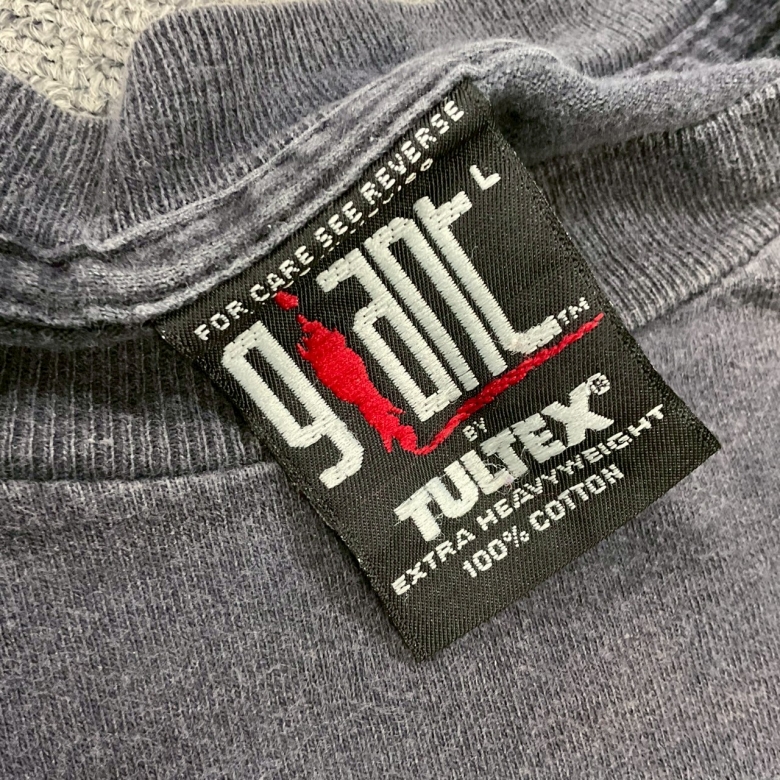 FOR CARE SEE REVERSE
L
giant™
BY
TULTEX®
EXTRA HEAVYWEIGHT
100% COTTON